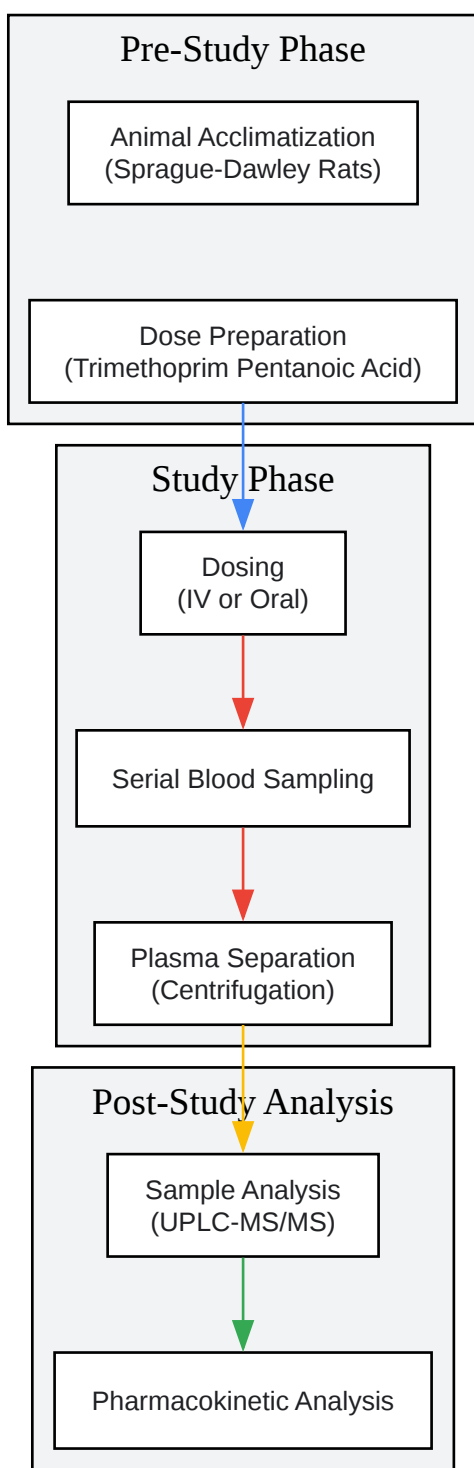 Pre-Study Phase
Animal Acclimatization
(Sprague-Dawley Rats)
Dose Preparation
(Trimethoprim Pentanoic Acid)
Study Phase
Dosing
(IV or Oral)
Serial Blood Sampling
Plasma Separation
(Centrifugation)
Post-Study Analysis
Sample Analysis
(UPLC-MS/MS)
Pharmacokinetic Analysis